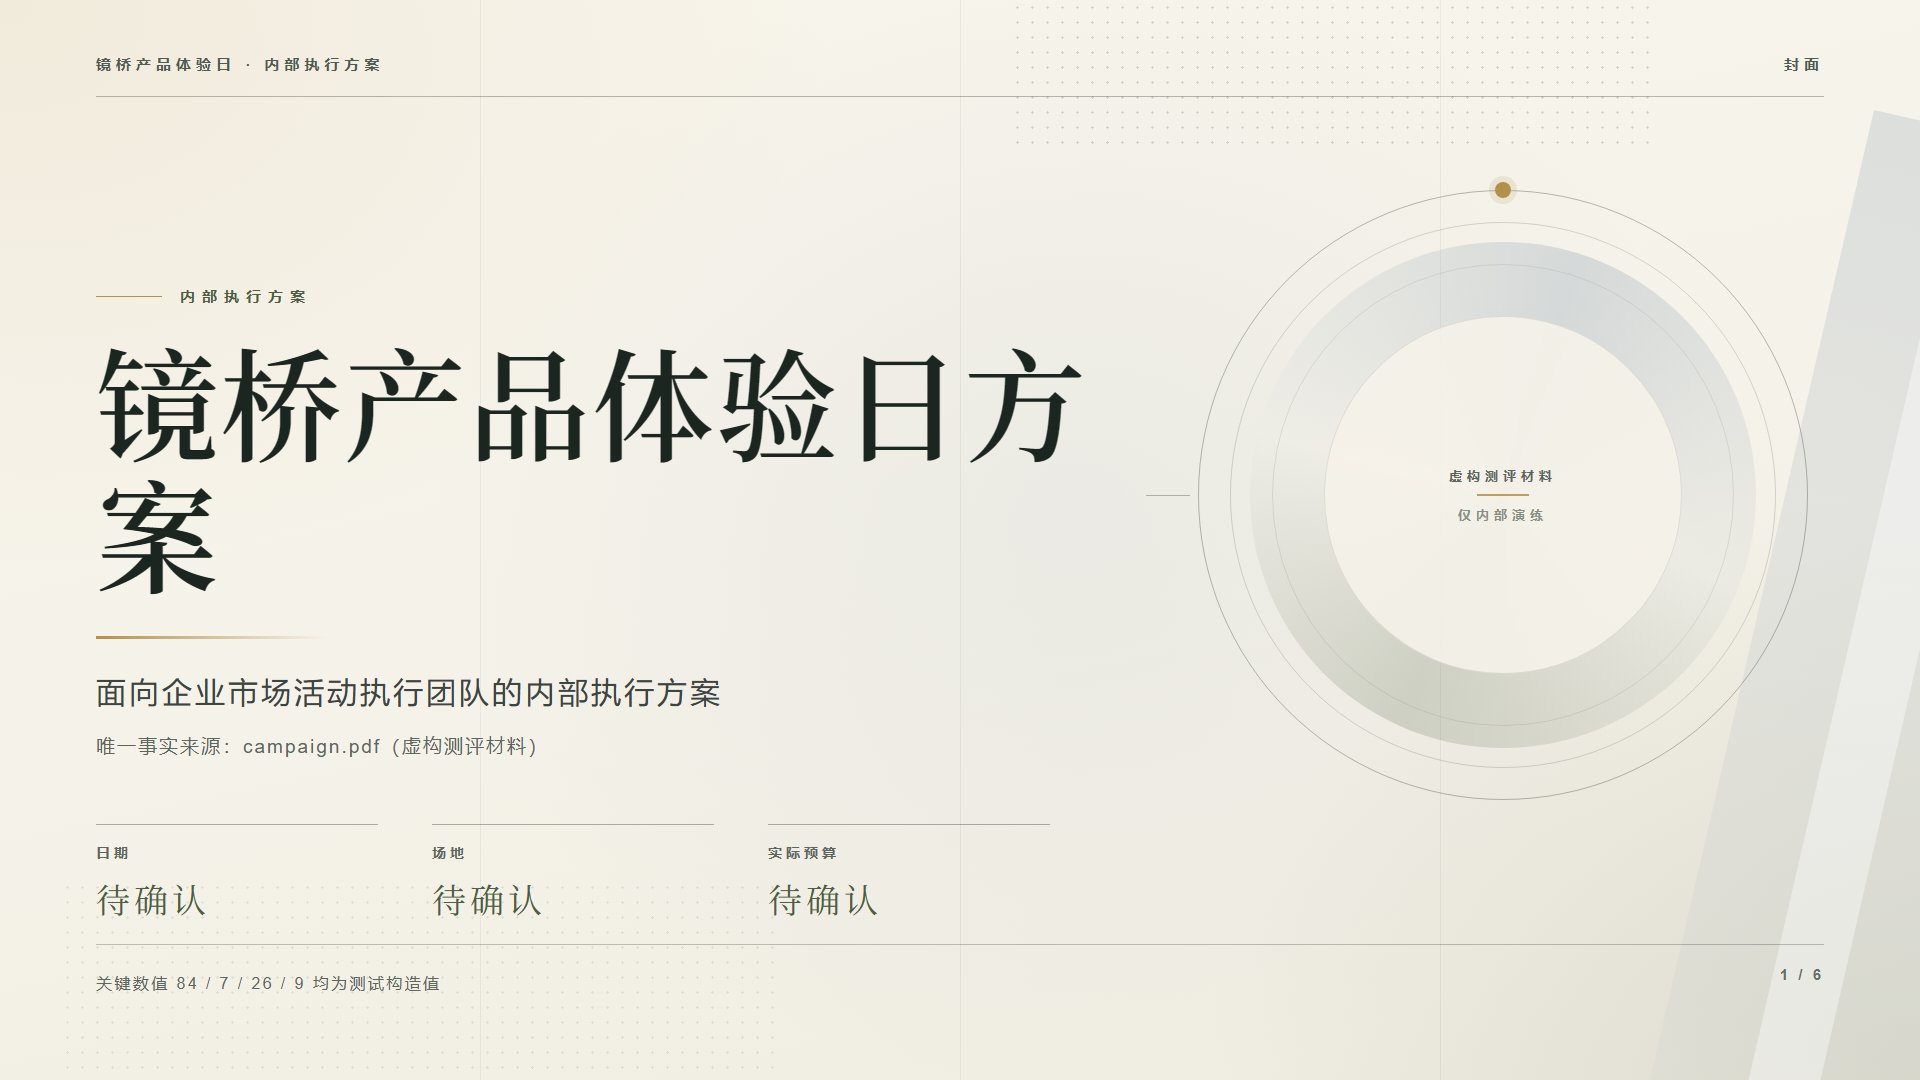 镜桥产品体验日 · 内部执行方案
封面
内部执行方案
镜桥产品体验日方
案
虚构测评材料
仅内部演练
面向企业市场活动执行团队的内部执行方案
唯一事实来源：campaign.pdf（虚构测评材料）
日期
场地
实际预算
待确认
待确认
待确认
关键数值 84 / 7 / 26 / 9 均为测试构造值
1 / 6